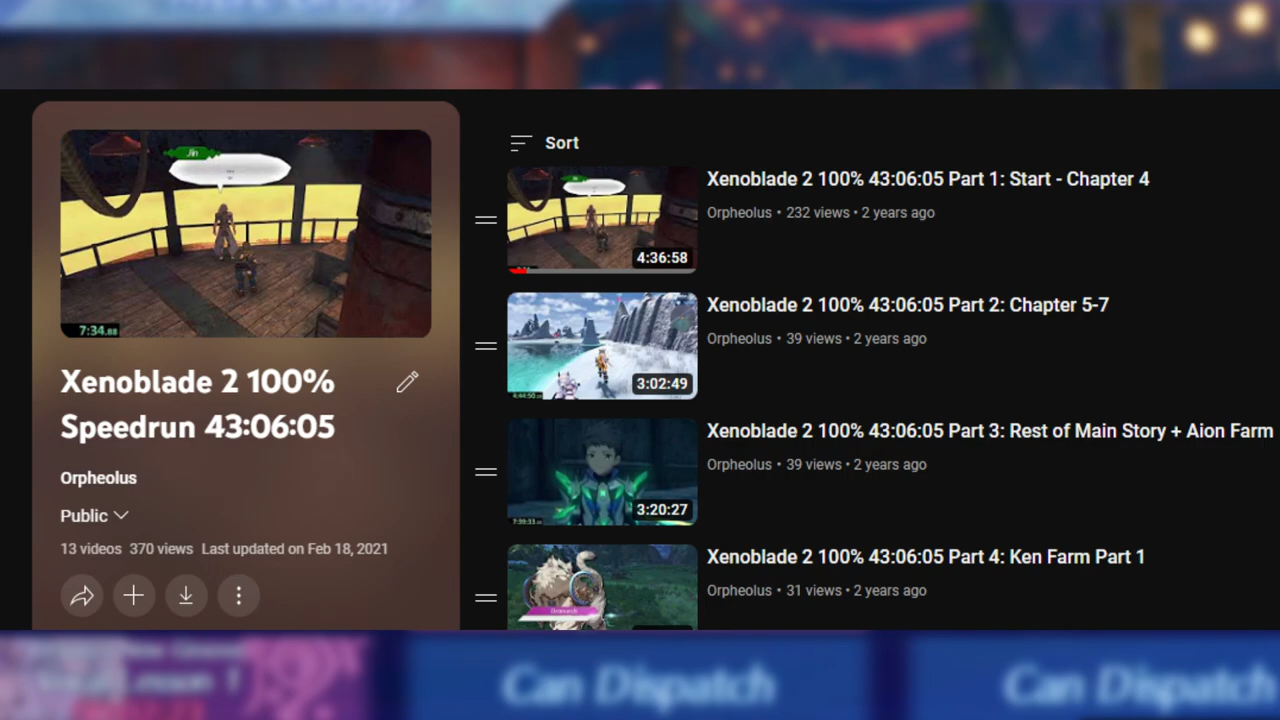 Jin
7:34.88
Xenoblade 2 100%
Speedrun 43:06:05
Orpheolus
Public
13 videos 370 views Last updated on Feb 18, 2021
Sort
4:36:58
Xenoblade 2 100% 43:06:05 Part 1: Start - Chapter 4
Orpheolus • 232 views • 2 years ago
3:02:49
Xenoblade 2 100% 43:06:05 Part 2: Chapter 5-7
Orpheolus • 39 views • 2 years ago
3:20:27
Xenoblade 2 100% 43:06:05 Part 3: Rest of Main Story + Aion Farm
Orpheolus • 39 views • 2 years ago
Xenoblade 2 100% 43:06:05 Part 4: Ken Farm Part 1
Orpheolus • 31 views • 2 years ago
Can Dispatch
Can Dispatch